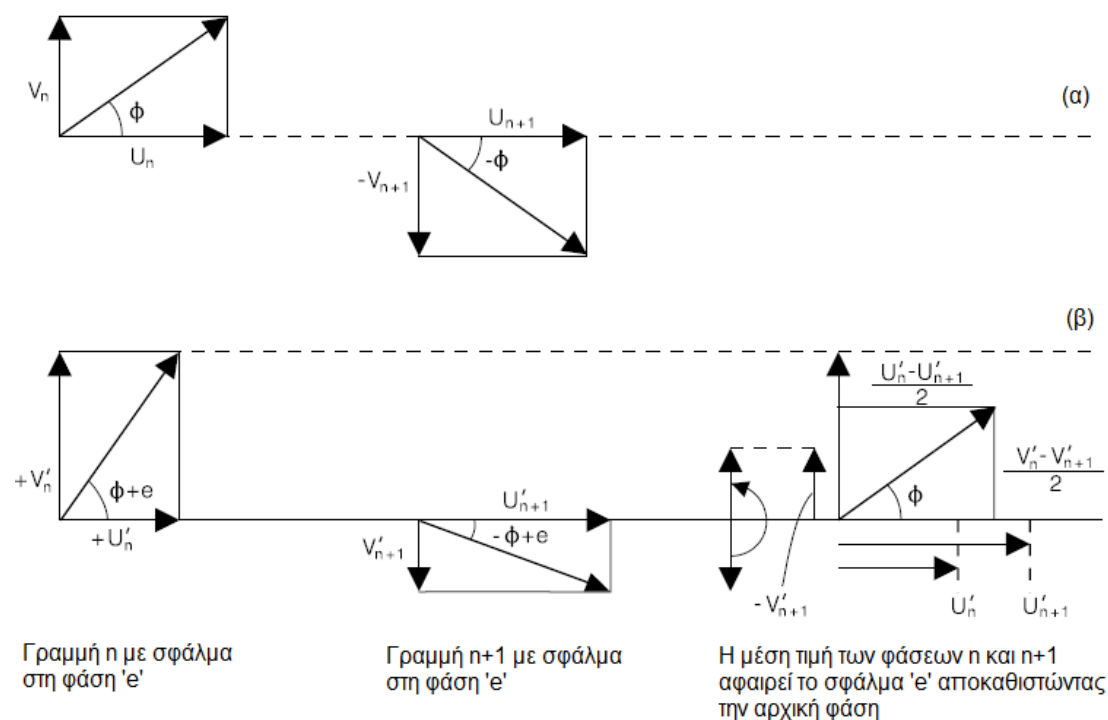 Vn
ϕ
Un
(α)
Un+1
-ϕ
-Vn+1
(β)
U′n-U′n+1
2
+V′n
ϕ+e
+U′n
U′n+1
-ϕ+e
V′n+1
V′n-V′n+1
2
ϕ
-V′n+1
U′n
U′n+1
Γραμμή n με σφάλμα
στη φάση 'e'
Γραμμή n+1 με σφάλμα
στη φάση 'e'
Η μέση τιμή των φάσεων n και n+1
αφαιρεί το σφάλμα 'e' αποκαθιστώντας
την αρχική φάση